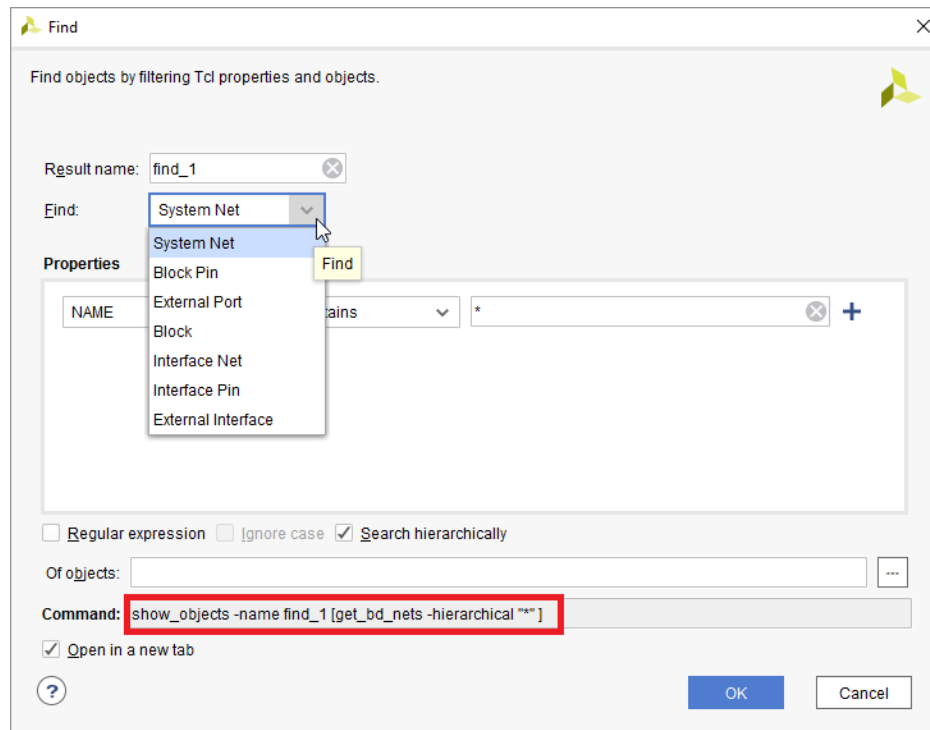 Find
Find objects by filtering Tcl properties and objects.
Result name: find_1
Find: System Net
System Net
Find
Block Pin
Properties
External Port
NAME tains *
Block
Interface Net
Interface Pin
External Interface
Regular expression Ignore case Search hierarchically
Of objects: ...
Command: show_objects -name find_1 [get_bd_nets -hierarchical "*" ]
Open in a new tab
? OK Cancel